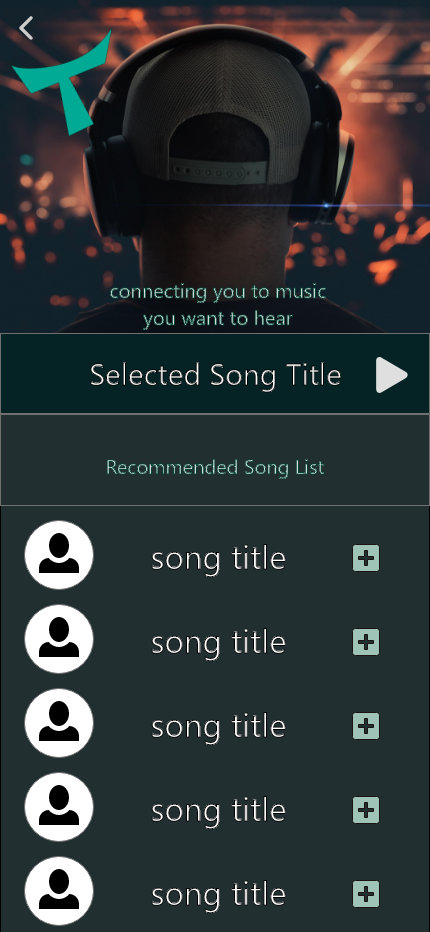 connecting you to music
you want to hear
Selected Song Title
Recommended Song List
song title
song title
song title
song title
song title